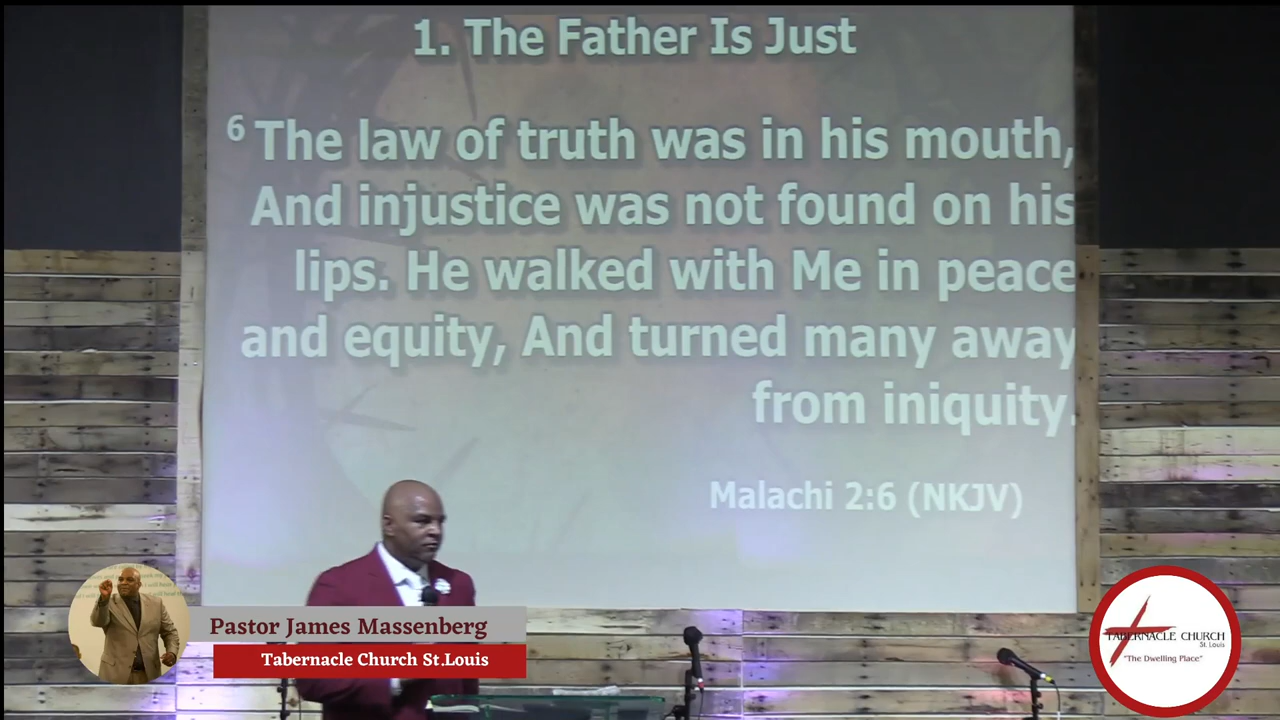 1. The Father Is Just
6 The law of truth was in his mouth,
And injustice was not found on his
lips. He walked with Me in peace
and equity, And turned many away
from iniquity.
Malachi 2:6 (NKJV)
Pastor James Massenberg
Tabernacle Church St.Louis
TABERNACLE CHURCH
St. Louis
"The Dwelling Place"